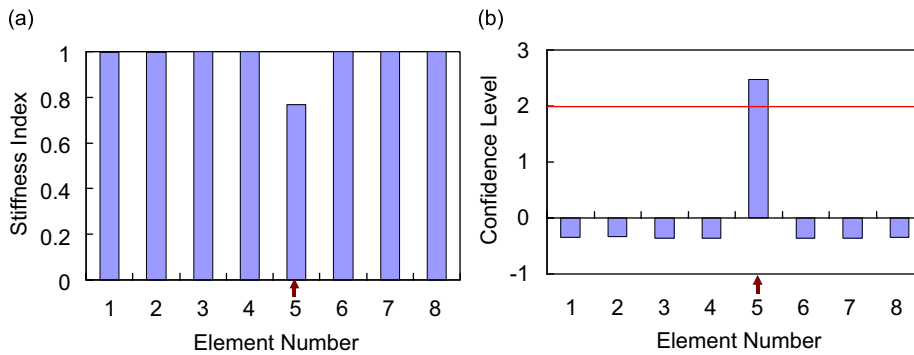 (a)
Stiffness Index
1
0.8
0.6
0.4
0.2
0
1 2 3 4 5 6 7 8
Element Number
(b)
Confidence Level
3
2
1
0
-1
1 2 3 4 5 6 7 8
Element Number